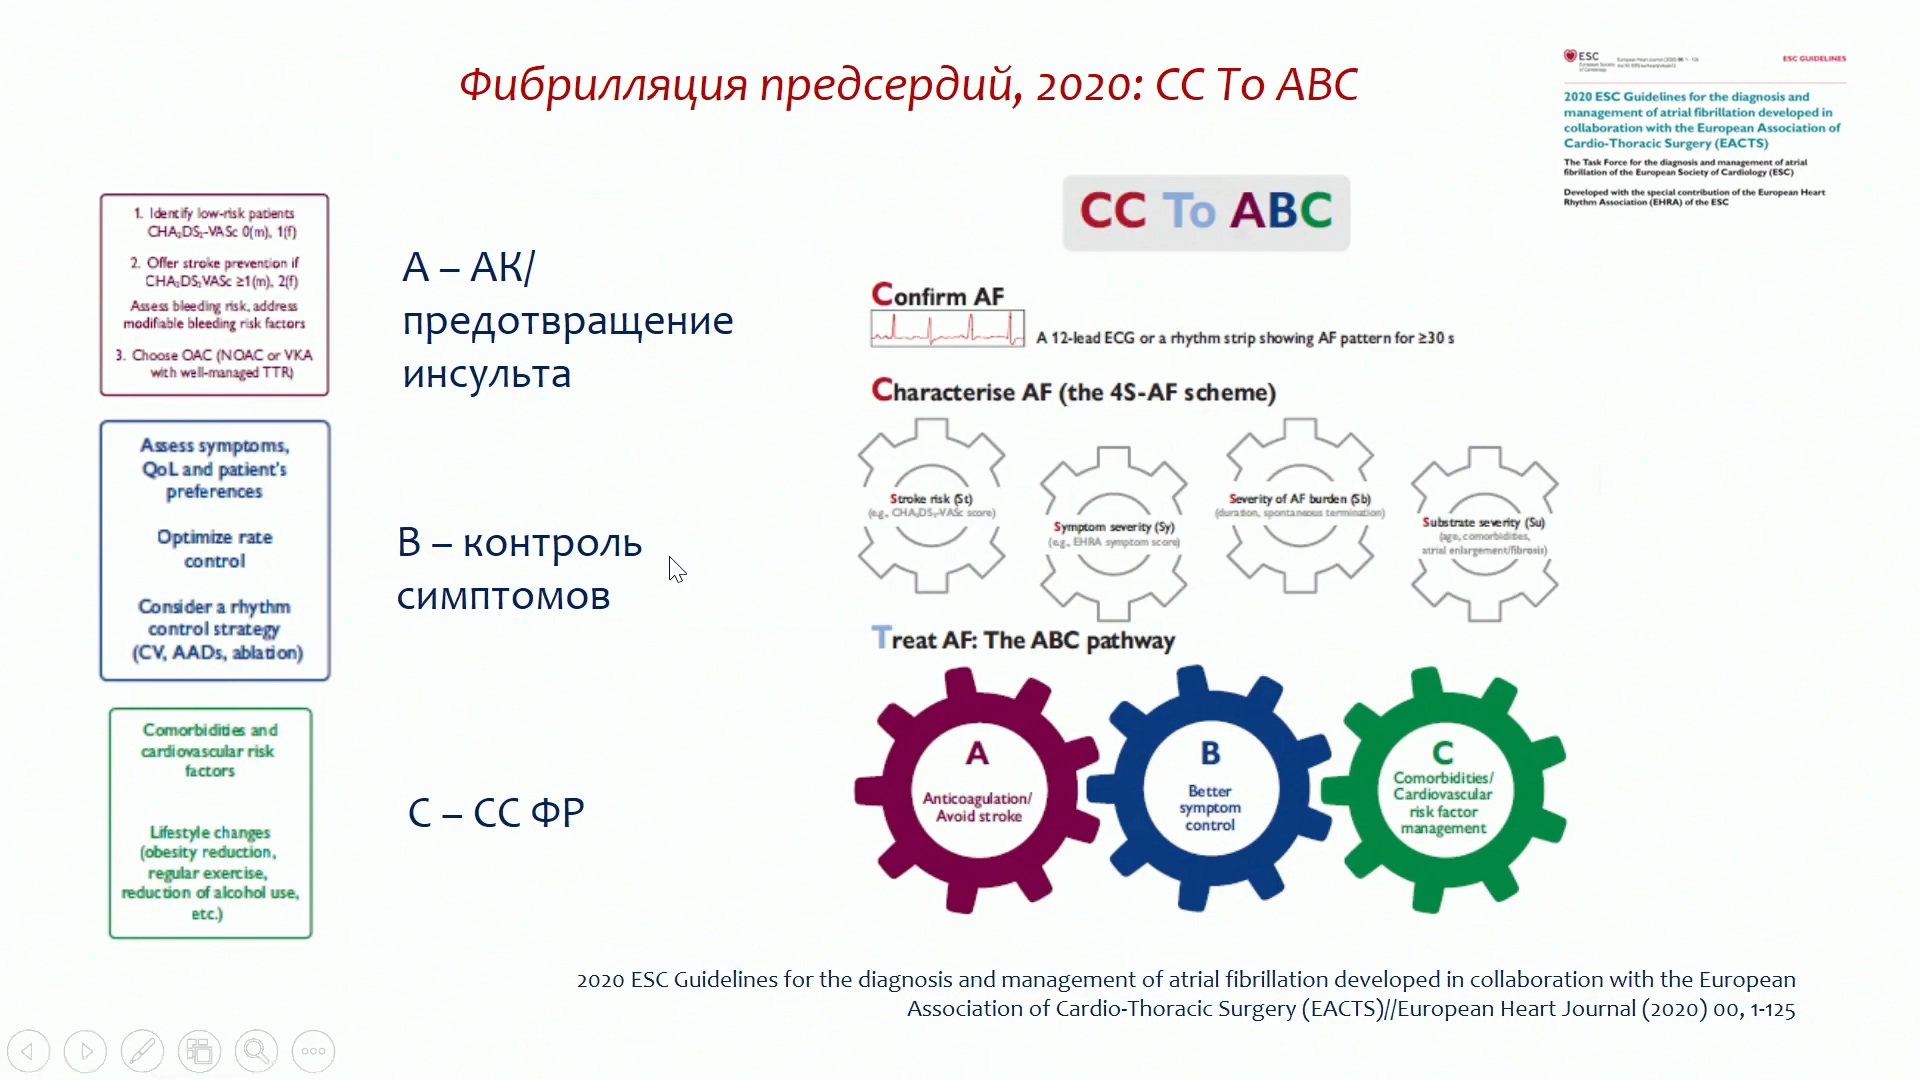 Фибрилляция предсердий, 2020: CC To ABC
ESC
European Society
of Cardiology
ESC GUIDELINES
2020 ESC Guidelines for the diagnosis and
management of atrial fibrillation developed in
collaboration with the European Association of
Cardio-Thoracic Surgery (EACTS)
The Task Force for the diagnosis and management of atrial
fibrillation of the European Society of Cardiology (ESC)
Developed with the special contribution of the European Heart
Rhythm Association (EHRA) of the ESC
1. Identify low-risk patients
CHA₂DS₂-VASc 0(m), 1(f)
2. Offer stroke prevention if
CHA₂DS₂VASc ≥1(m), 2(f)
Assess bleeding risk, address
modifiable bleeding risk factors
3. Choose OAC (NOAC or VKA
with well-managed TTR)
А – АК/
предотвращение
инсульта
Assess symptoms,
QoL and patient's
preferences
Optimize rate
control
Consider a rhythm
control strategy
(CV, AADs, ablation)
В – контроль
симптомов
Comorbidities and
cardiovascular risk
factors
Lifestyle changes
(obesity reduction,
regular exercise,
reduction of alcohol use,
etc.)
С – СС ФР
CC To ABC
Confirm AF
A 12-lead ECG or a rhythm strip showing AF pattern for ≥30 s
Characterise AF (the 4S-AF scheme)
Stroke risk (St)
(e.g., CHA₂DS₂-VASc score)
Symptom severity (Sy)
(e.g., EHRA symptom score)
Severity of AF burden (Sb)
(duration, spontaneous termination)
Substrate severity (Su)
(age, comorbidities,
atrial enlargement/fibrosis)
Treat AF: The ABC pathway
A
Anticoagulation/
Avoid stroke
B
Better
symptom
control
C
Comorbidities/
Cardiovascular
risk factor
management
2020 ESC Guidelines for the diagnosis and management of atrial fibrillation developed in collaboration with the European
Association of Cardio-Thoracic Surgery (EACTS)//European Heart Journal (2020) 00, 1-125